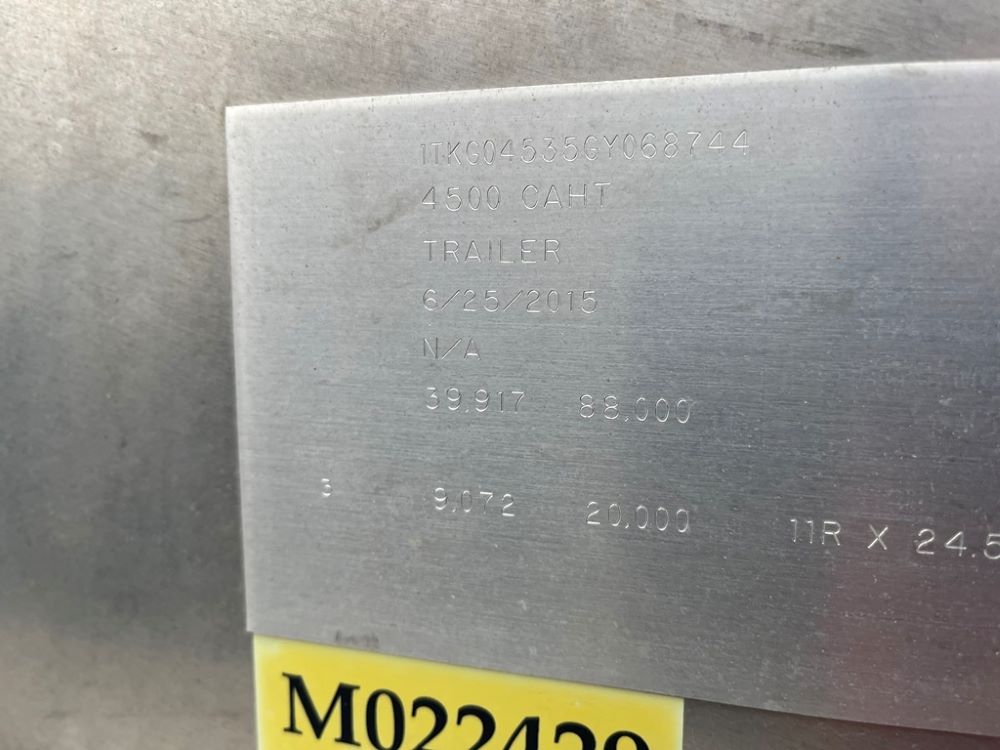 1TKG04535GY068744
4500 CAHT
TRAILER
6/25/2015
N/A
39,917 88,000
3 9,072 20,000 11R X 24.5
M022429